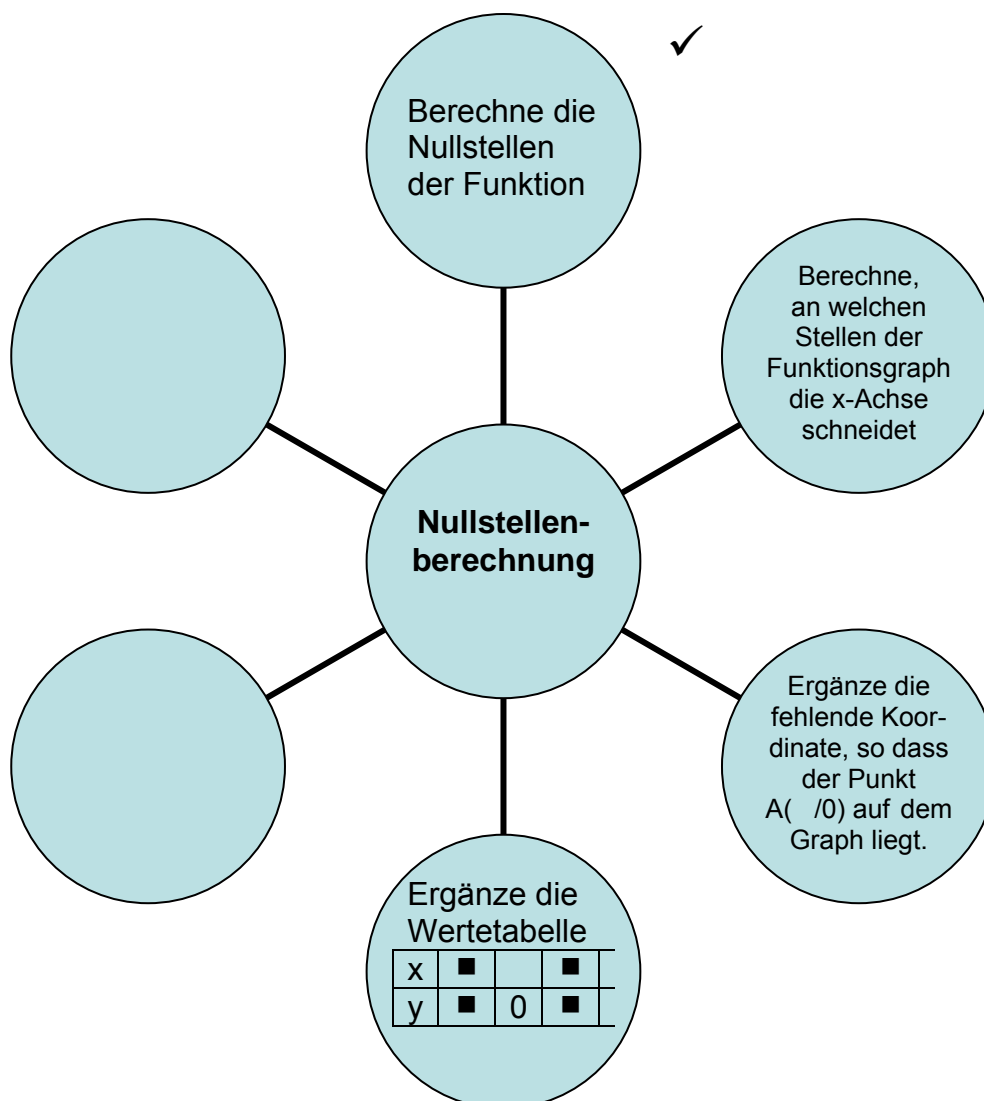 ✓
Berechne die
Nullstellen
der Funktion
Berechne,
an welchen
Stellen der
Funktionsgraph
die x-Achse
schneidet
Nullstellen-
berechnung
Ergänze die
fehlende Koor-
dinate, so dass
der Punkt
A(   /0) auf dem
Graph liegt.
Ergänze die
Wertetabelle
x ■ ■
y ■ 0 ■